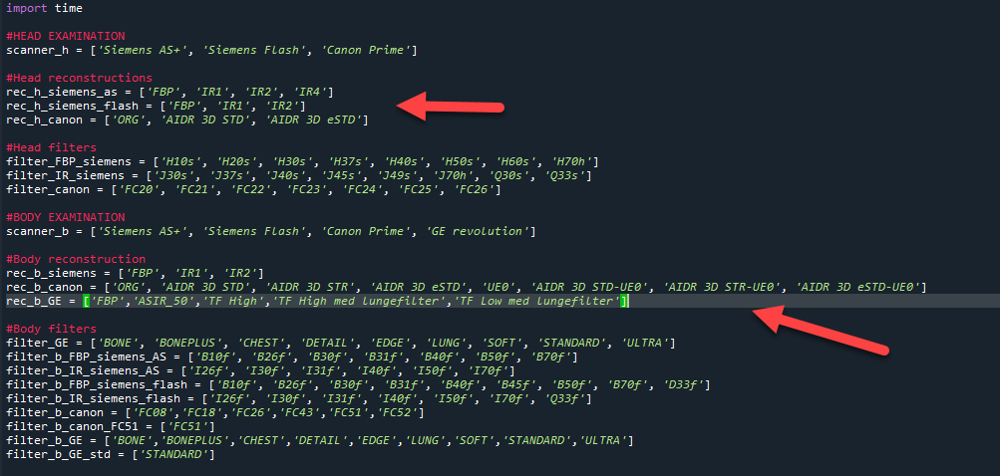 import time
#HEAD EXAMINATION
scanner_h = ['Siemens AS+', 'Siemens Flash', 'Canon Prime']
#Head reconstructions
rec_h_siemens_as = ['FBP', 'IR1', 'IR2', 'IR4']
rec_h_siemens_flash = ['FBP', 'IR1', 'IR2']
rec_h_canon = ['ORG', 'AIDR 3D STD', 'AIDR 3D eSTD']
#Head filters
filter_FBP_siemens = ['H10s', 'H20s', 'H30s', 'H37s', 'H40s', 'H50s', 'H60s', 'H70h']
filter_IR_siemens = ['J30s', 'J37s', 'J40s', 'J45s', 'J49s', 'J70h', 'Q30s', 'Q33s']
filter_canon = ['FC20', 'FC21', 'FC22', 'FC23', 'FC24', 'FC25', 'FC26']
#BODY EXAMINATION
scanner_b = ['Siemens AS+', 'Siemens Flash', 'Canon Prime', 'GE revolution']
#Body reconstruction
rec_b_siemens = ['FBP', 'IR1', 'IR2']
rec_b_canon = ['ORG', 'AIDR 3D STD', 'AIDR 3D STR', 'AIDR 3D eSTD', 'UE0', 'AIDR 3D STD-UE0', 'AIDR 3D STR-UE0', 'AIDR 3D eSTD-UE0']
rec_b_GE = ['FBP','ASIR_50','TF High','TF High med lungefilter','TF Low med lungefilter']
#Body filters
filter_GE = ['BONE', 'BONEPLUS', 'CHEST', 'DETAIL', 'EDGE', 'LUNG', 'SOFT', 'STANDARD', 'ULTRA']
filter_b_FBP_siemens_AS = ['B10f', 'B26f', 'B30f', 'B31f', 'B40f', 'B50f', 'B70f']
filter_b_IR_siemens_AS = ['I26f', 'I30f', 'I31f', 'I40f', 'I50f', 'I70f']
filter_b_FBP_siemens_flash = ['B10f', 'B26f', 'B30f', 'B31f', 'B40f', 'B45f', 'B50f', 'B70f', 'D33f']
filter_b_IR_siemens_flash = ['I26f', 'I30f', 'I31f', 'I40f', 'I50f', 'I70f', 'Q33f']
filter_b_canon = ['FC08','FC18','FC26','FC43','FC51','FC52']
filter_b_canon_FC51 = ['FC51']
filter_b_GE = ['BONE','BONEPLUS','CHEST','DETAIL','EDGE','LUNG','SOFT','STANDARD','ULTRA']
filter_b_GE_std = ['STANDARD']